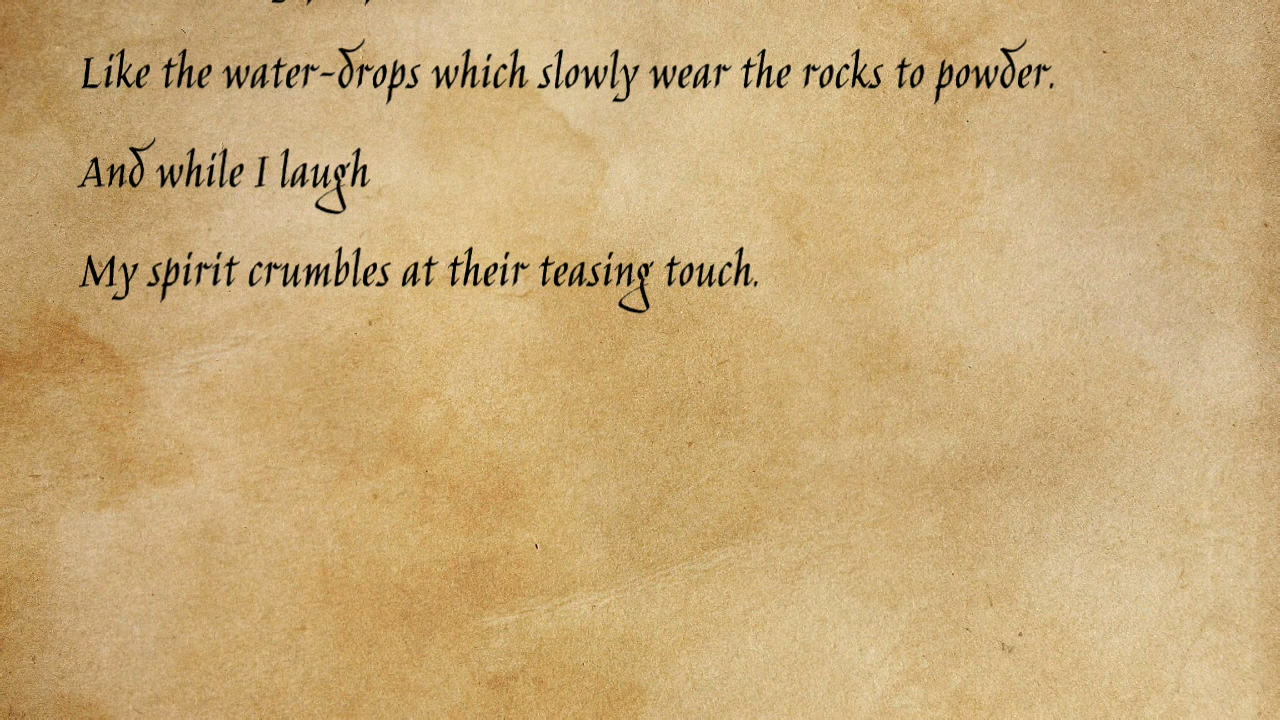 Like the water-drops which slowly wear the rocks to powder.
And while I laugh
My spirit crumbles at their teasing touch.